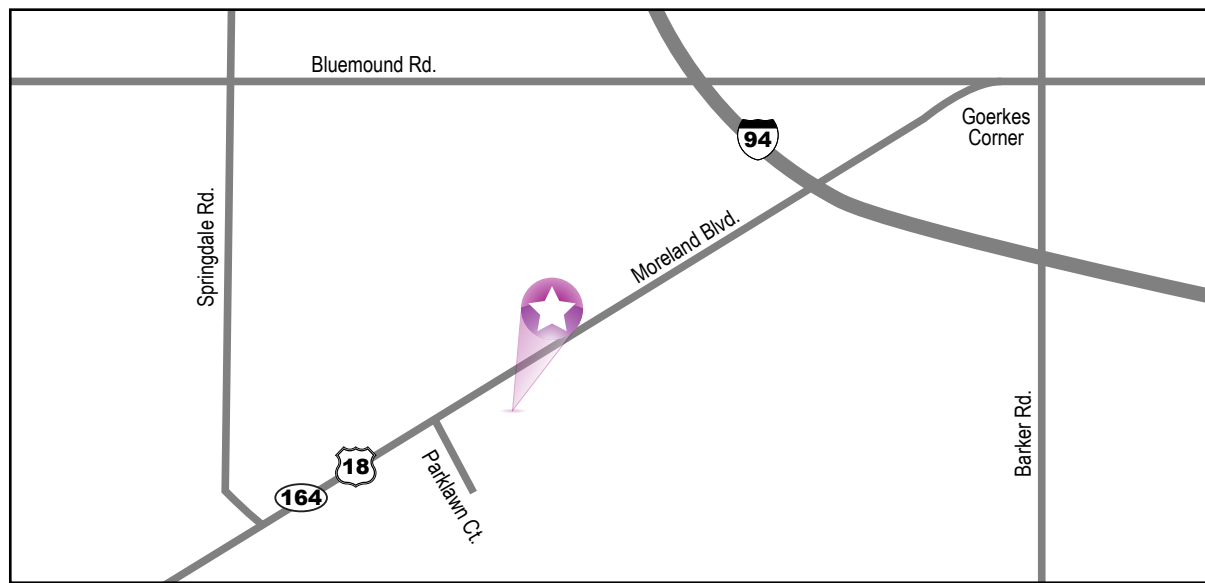 Bluemound Rd.
Goerkes
Corner
94
Springdale Rd.
Moreland Blvd.
Barker Rd.
18
164
Parklawn Ct.